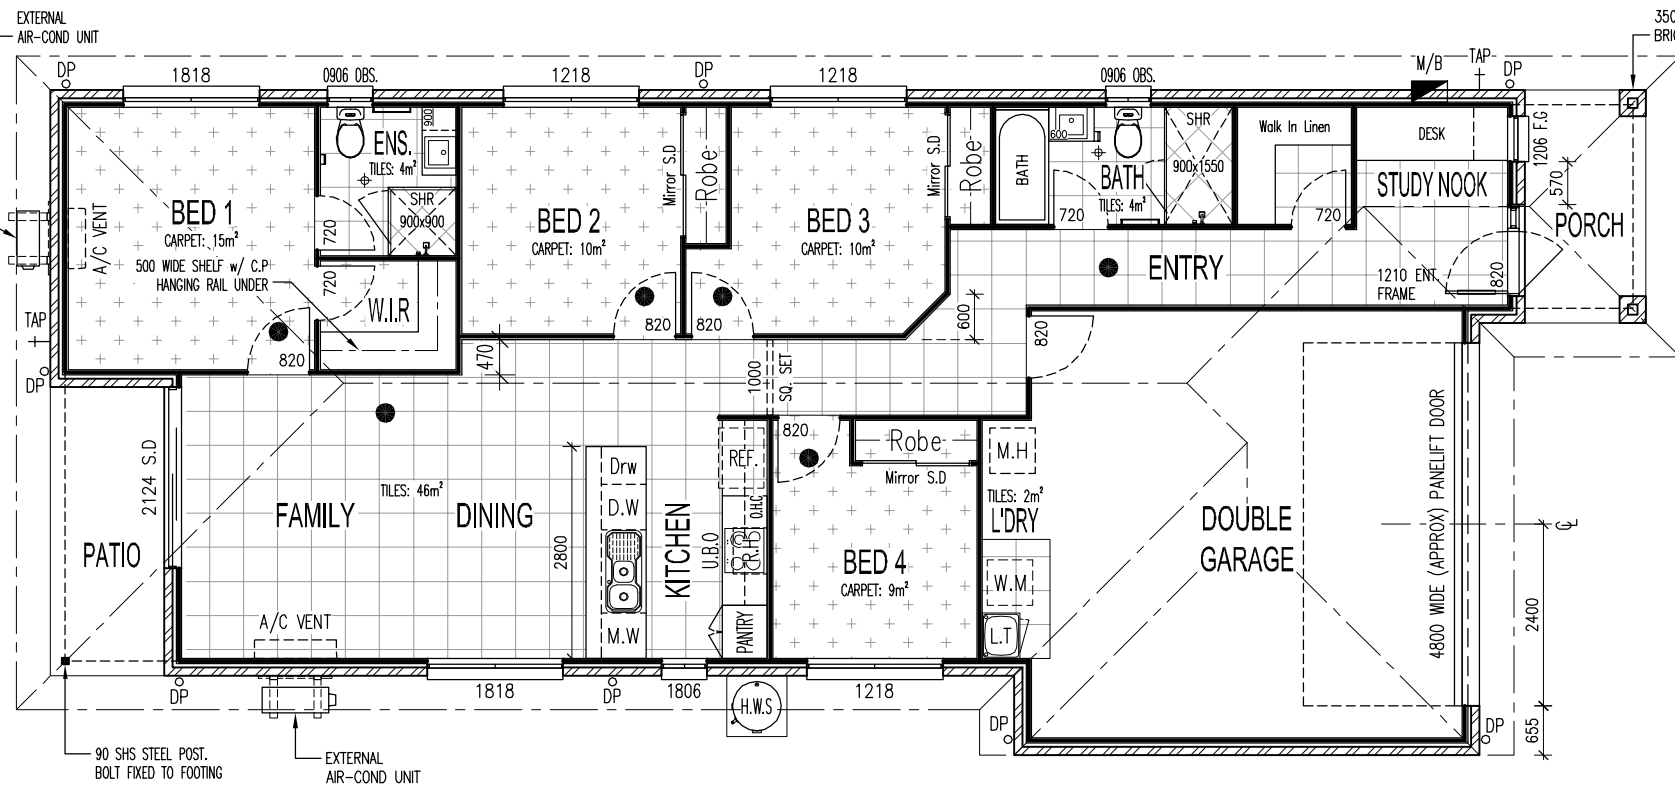 EXTERNAL
AIR-COND UNIT
350
BRI
DP
1818
0906 OBS.
1218
DP
1218
0906 OBS.
M/B
TAP
DP
900
ENS.
TILES: 4m²
SHR
900x900
BED 1
CARPET: 15m²
A/C VENT
720
500 WIDE SHELF w/ C.P
HANGING RAIL UNDER
720
W.I.R
820
BED 2
CARPET: 10m²
820
Mirror S.D
Robe
BED 3
CARPET: 10m²
820
Mirror S.D
Robe
BATH
600
BATH
TILES: 4m²
720
SHR
900x1550
Walk In Linen
720
DESK
STUDY NOOK
1206 F.G
570
PORCH
ENTRY
1210 ENT.
FRAME
820
TAP
DP
470
1000
SQ. SET
600
820
2124 S.D
PATIO
FAMILY
TILES: 46m²
DINING
2800
Drw
D.W
M.W
KITCHEN
U.B.O
REF.
O.H.C
R.H
PANTRY
820
Robe
Mirror S.D
BED 4
CARPET: 9m²
M.H
TILES: 2m²
L'DRY
W.M
L.T
DOUBLE
GARAGE
4800 WIDE (APPROX) PANELIFT DOOR
CL
2400
655
A/C VENT
DP
1818
DP
1806
H.W.S
1218
DP
DP
90 SHS STEEL POST.
BOLT FIXED TO FOOTING
EXTERNAL
AIR-COND UNIT